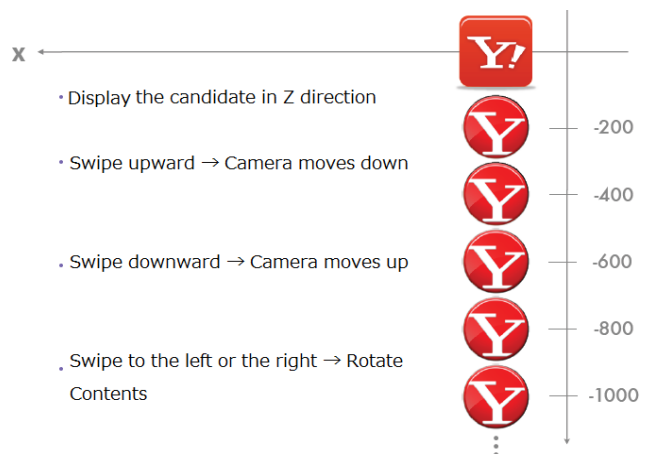 Y!
X
· Display the candidate in Z direction
Y
-200
· Swipe upward → Camera moves down
Y
-400
. Swipe downward → Camera moves up
Y
-600
Y
-800
. Swipe to the left or the right → Rotate
Contents
Y
-1000